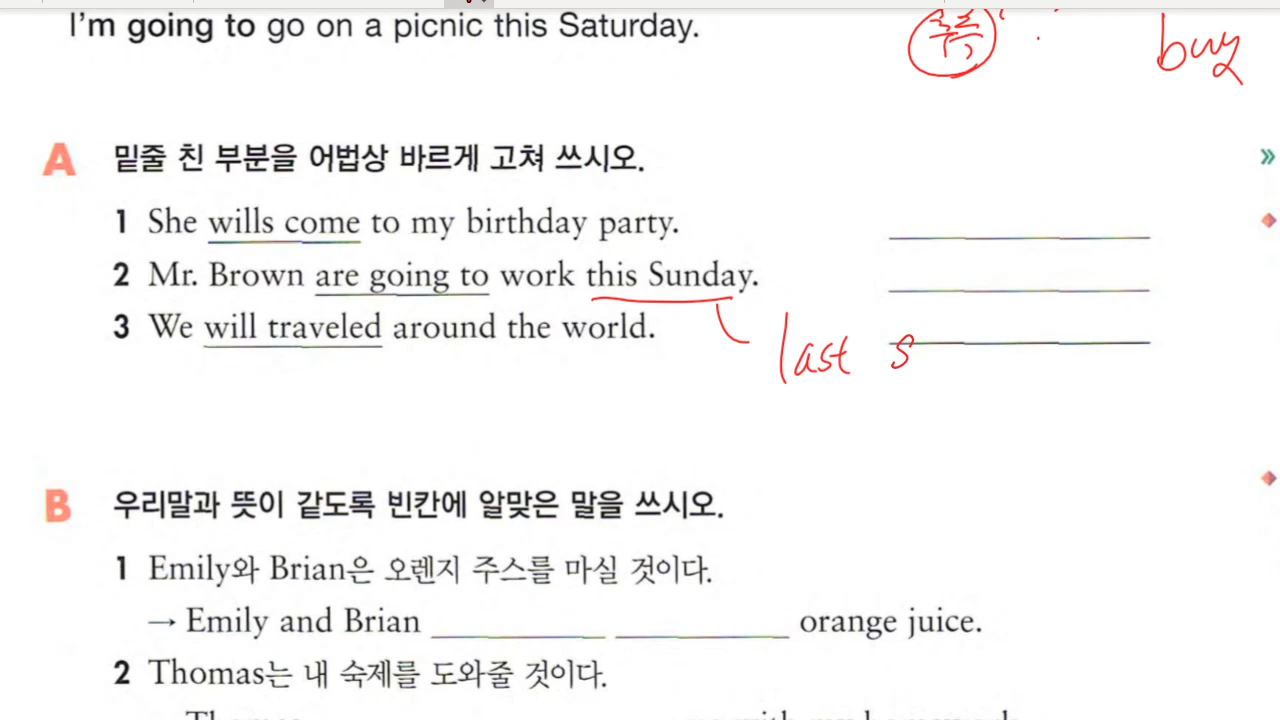 I'm going to go on a picnic this Saturday.
buy
A 밑줄 친 부분을 어법상 바르게 고쳐 쓰시오.
1 She wills come to my birthday party.
2 Mr. Brown are going to work this Sunday.
3 We will traveled around the world.
last s
B 우리말과 뜻이 같도록 빈칸에 알맞은 말을 쓰시오.
1 Emily와 Brian은 오렌지 주스를 마실 것이다.
→ Emily and Brian orange juice.
2 Thomas는 내 숙제를 도와줄 것이다.
Thomas me with my homework